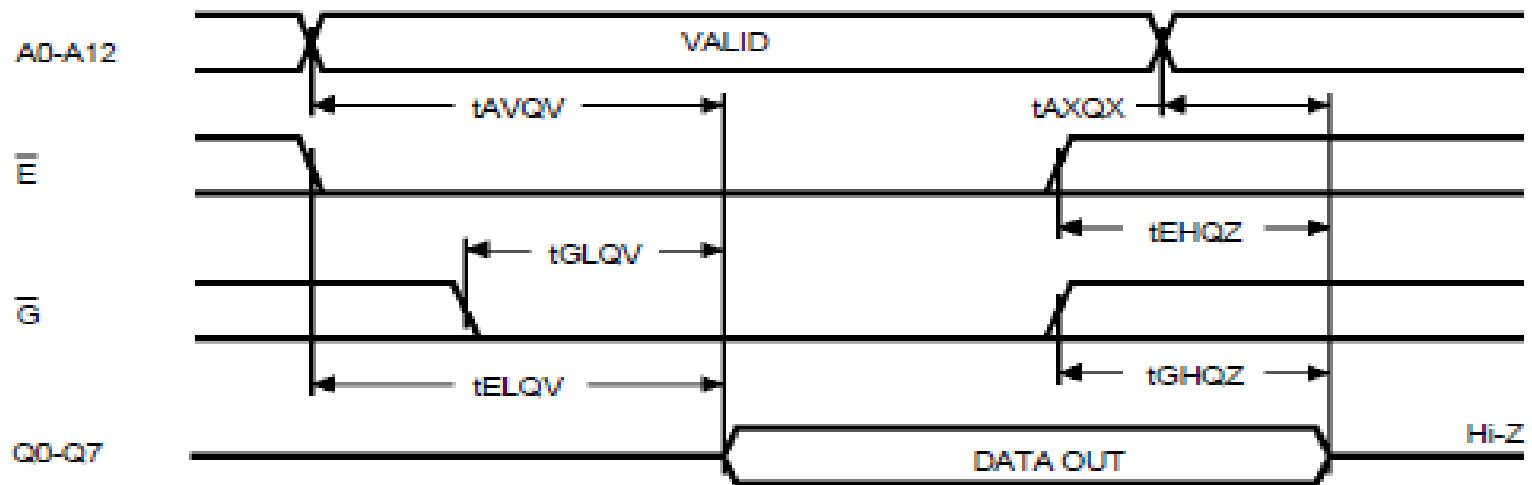 A0-A12
VALID
tAVQV
tAXQX
E
tEHQZ
tGLQV
G
tELQV
tGHQZ
Q0-Q7
DATA OUT
Hi-Z